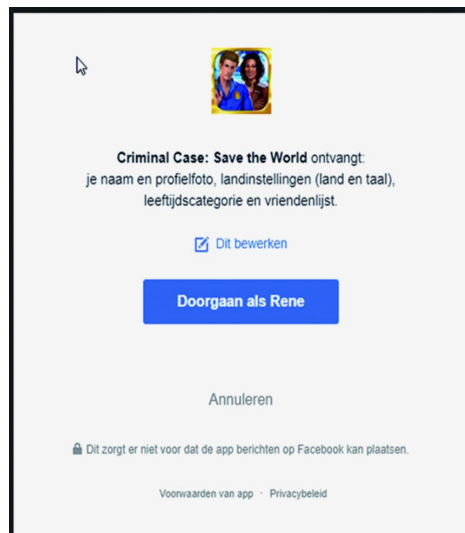 Criminal Case: Save the World ontvangt:
je naam en profielfoto, landinstellingen (land en taal),
leeftijdscategorie en vriendenlijst.
Dit bewerken
Doorgaan als Rene
Annuleren
Dit zorgt er niet voor dat de app berichten op Facebook kan plaatsen.
Voorwaarden van app · Privacybeleid